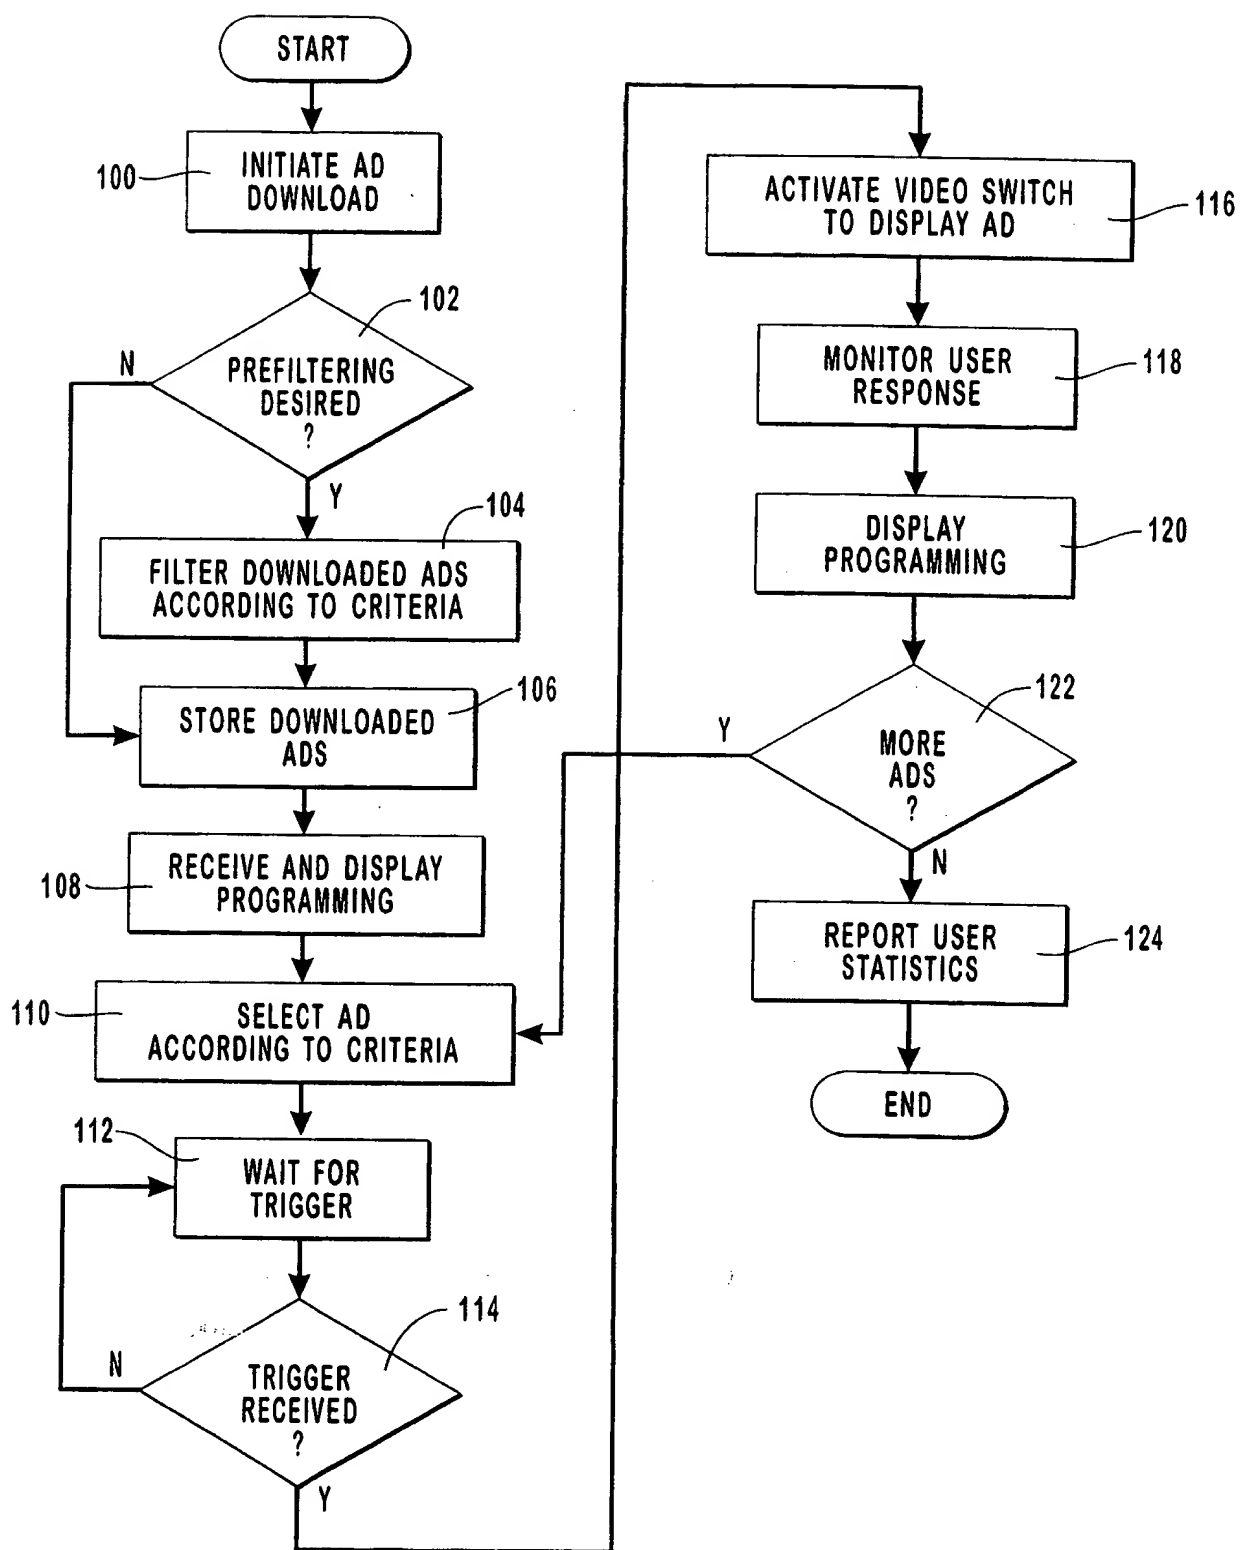 START
100
INITIATE AD
DOWNLOAD
102
N
PREFILTERING
DESIRED
?
Y
104
FILTER DOWNLOADED ADS
ACCORDING TO CRITERIA
106
STORE DOWNLOADED
ADS
108
RECEIVE AND DISPLAY
PROGRAMMING
110
SELECT AD
ACCORDING TO CRITERIA
112
WAIT FOR
TRIGGER
114
N
TRIGGER
RECEIVED
?
Y
ACTIVATE VIDEO SWITCH
TO DISPLAY AD
116
MONITOR USER
RESPONSE
118
DISPLAY
PROGRAMMING
120
122
Y
MORE
ADS
?
N
REPORT USER
STATISTICS
124
END